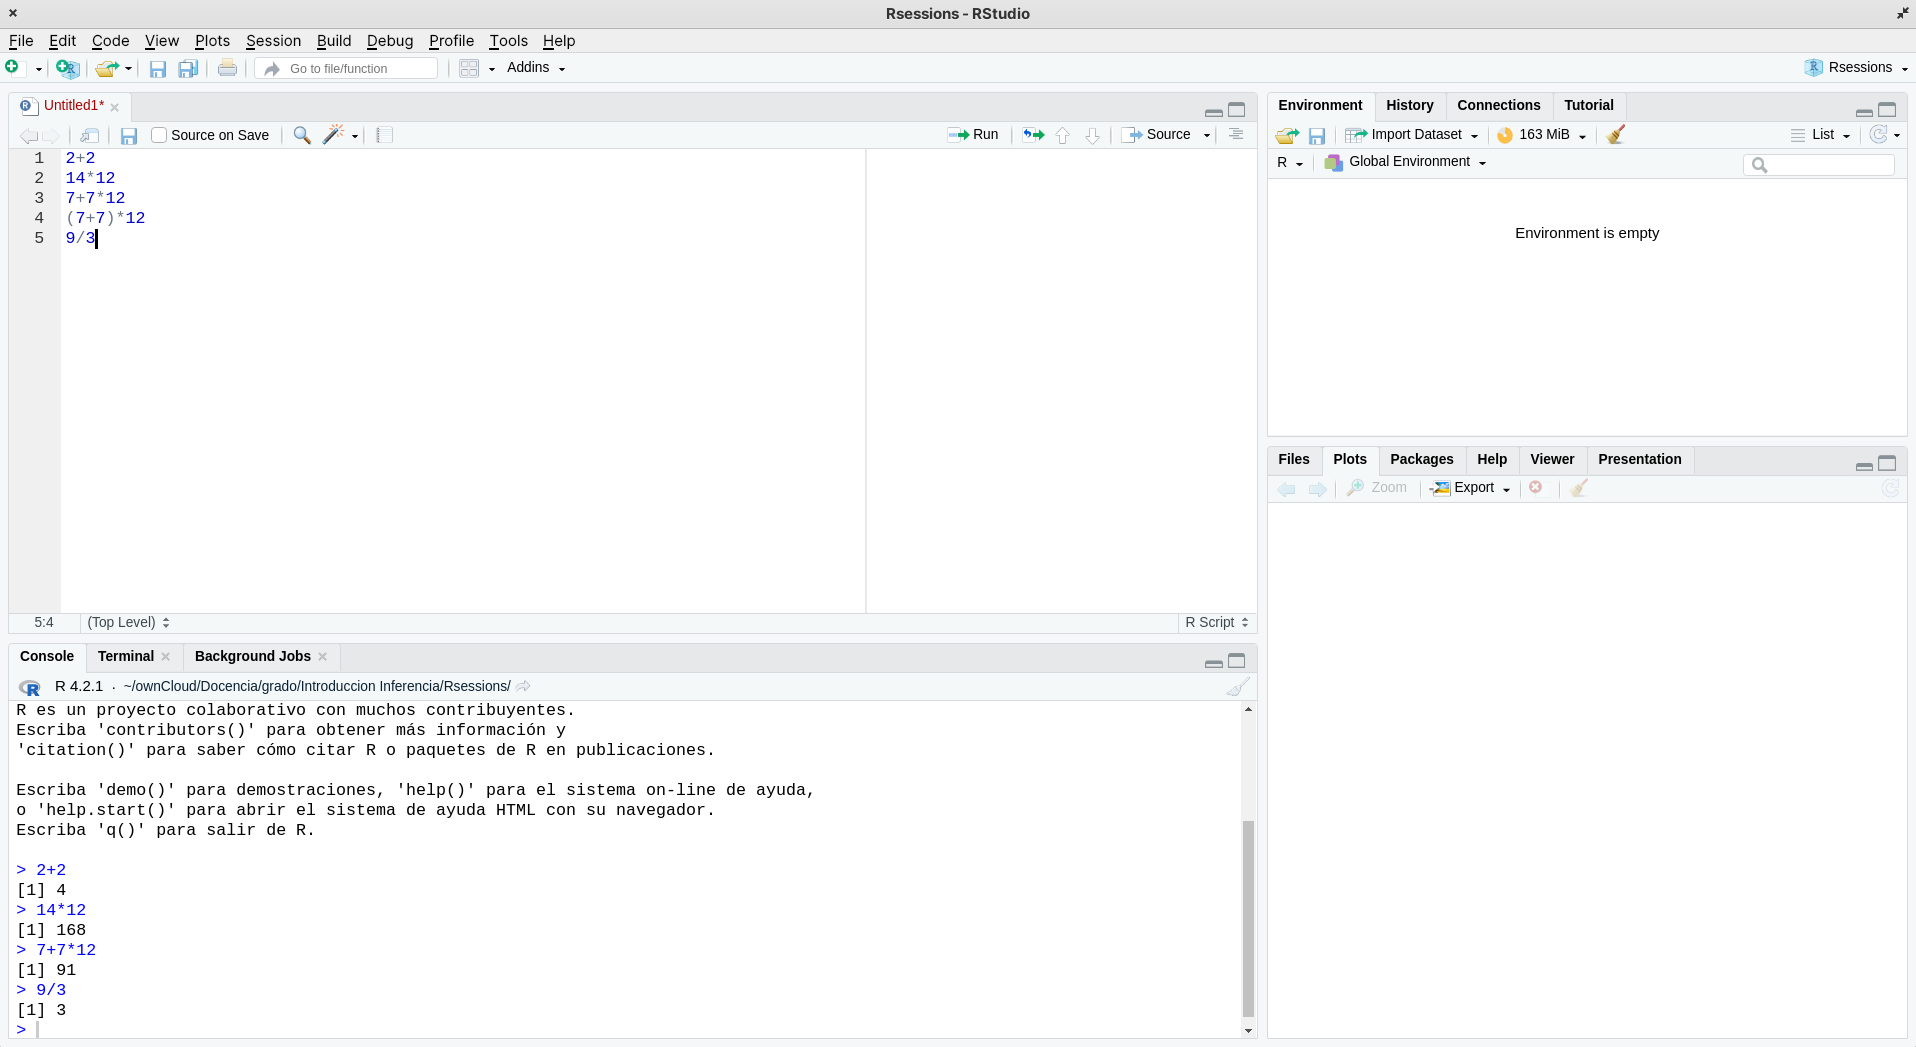 Rsessions - RStudio
File Edit Code View Plots Session Build Debug Profile Tools Help
Go to file/function Addins Rsessions
Untitled1*
Source on Save Run Source
1 2+2
2 14*12
3 7+7*12
4 (7+7)*12
5 9/3
5:4 (Top Level) R Script
Console Terminal Background Jobs
R 4.2.1 · ~/ownCloud/Docencia/grado/Introduccion Inferencia/Rsessions/
R es un proyecto colaborativo con muchos contribuyentes.
Escriba 'contributors()' para obtener más información y
'citation()' para saber cómo citar R o paquetes de R en publicaciones.
Escriba 'demo()' para demostraciones, 'help()' para el sistema on-line de ayuda,
o 'help.start()' para abrir el sistema de ayuda HTML con su navegador.
Escriba 'q()' para salir de R.
> 2+2
[1] 4
> 14*12
[1] 168
> 7+7*12
[1] 91
> 9/3
[1] 3
>
Environment History Connections Tutorial
Import Dataset 163 MiB List
R Global Environment
Environment is empty
Files Plots Packages Help Viewer Presentation
Zoom Export